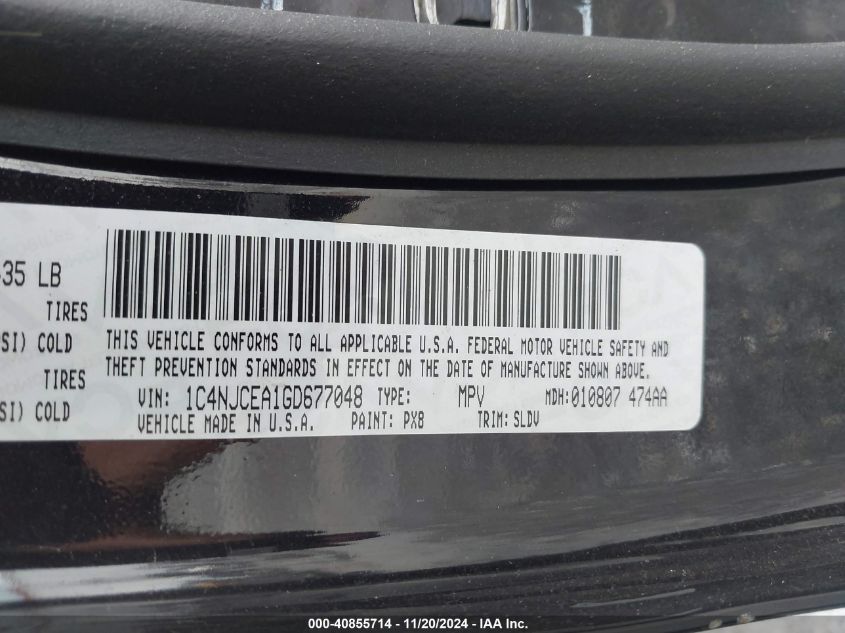 35 LB
TIRES
SI) COLD
TIRES
SI) COLD
THIS VEHICLE CONFORMS TO ALL APPLICABLE U.S.A. FEDERAL MOTOR VEHICLE SAFETY AND
THEFT PREVENTION STANDARDS IN EFFECT ON THE DATE OF MANUFACTURE SHOWN ABOVE.
VIN: 1C4NJCEA1GD677048 TYPE: MPV MDH:010807 474AA
VEHICLE MADE IN U.S.A. PAINT: PX8 TRIM: SLDV
000-40855714 - 11/20/2024 - IAA Inc.